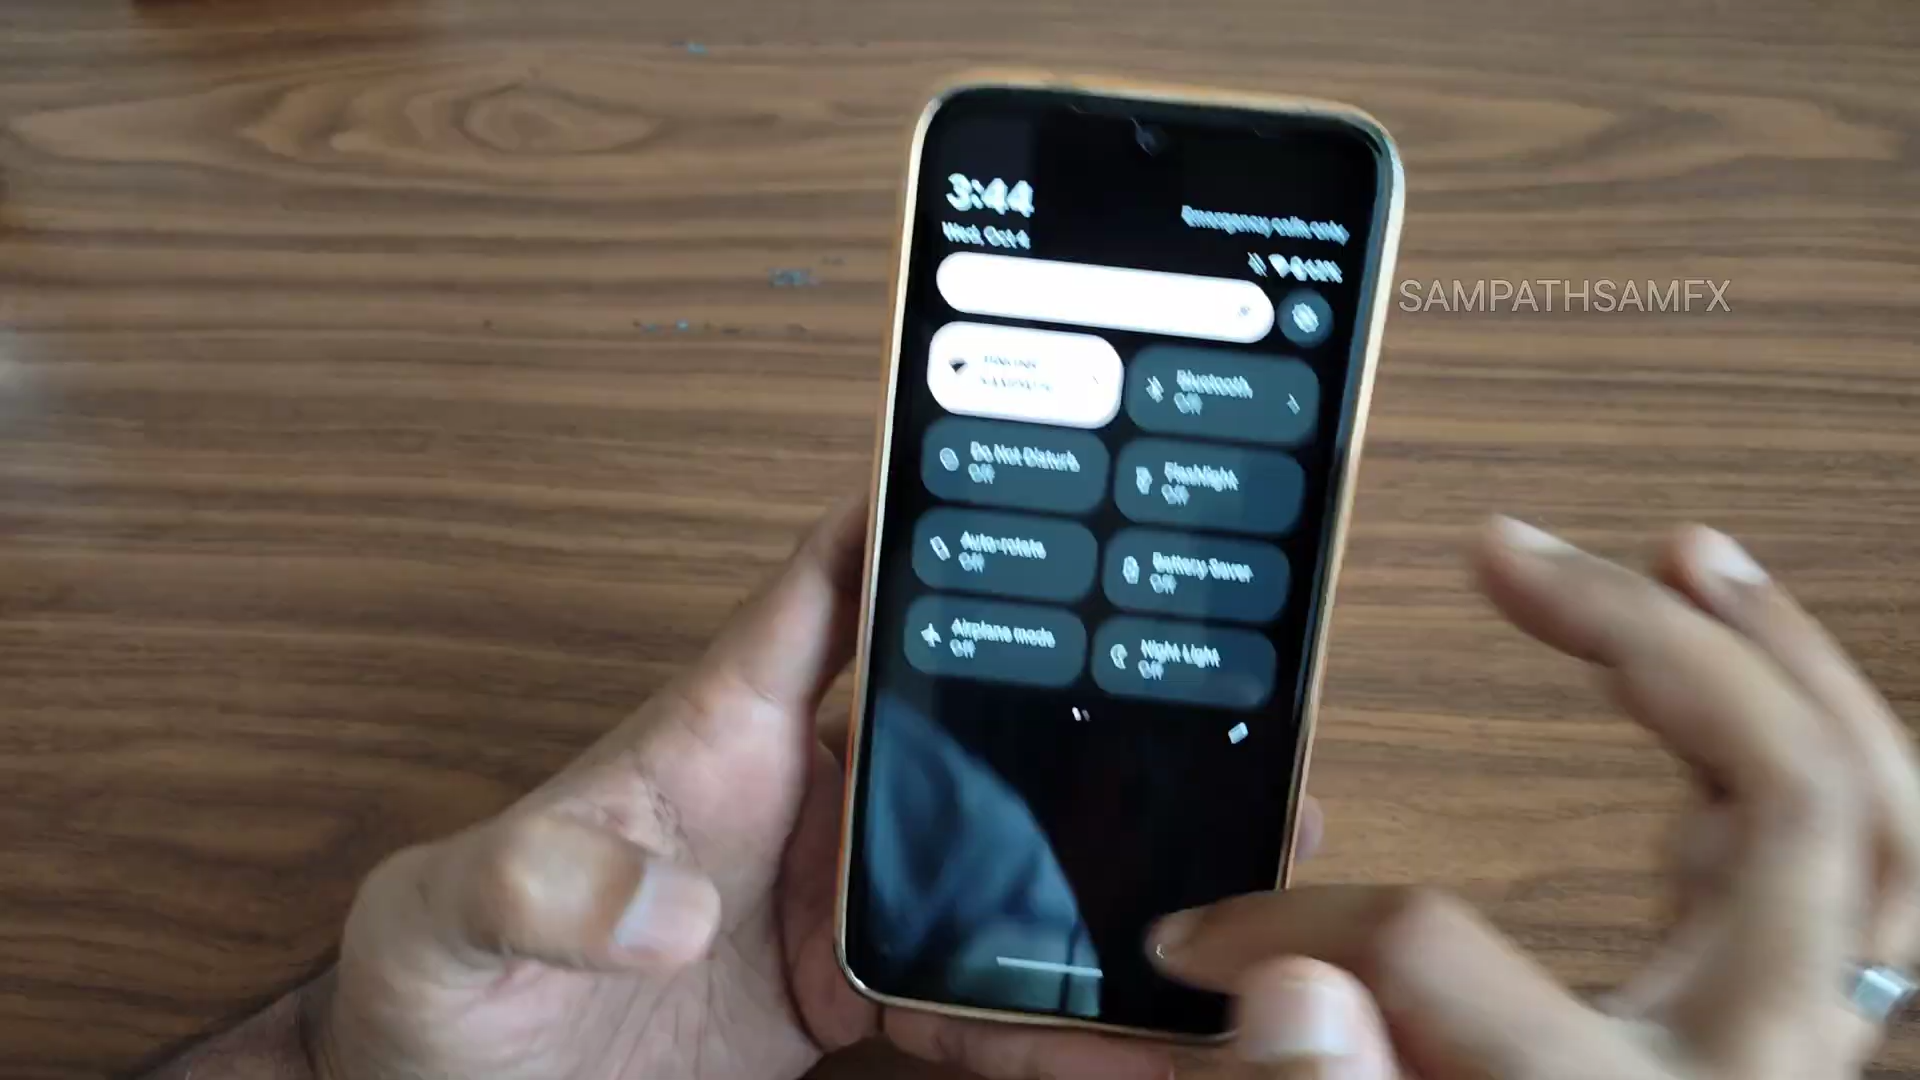 3:44
Wed, Oct 4
Emergency calls only
SAMPATHSAMFX
Bluetooth
Off
Do Not Disturb
Off
Flashlight
Off
Auto-rotate
Off
Battery Saver
Off
Airplane mode
Off
Night Light
Off